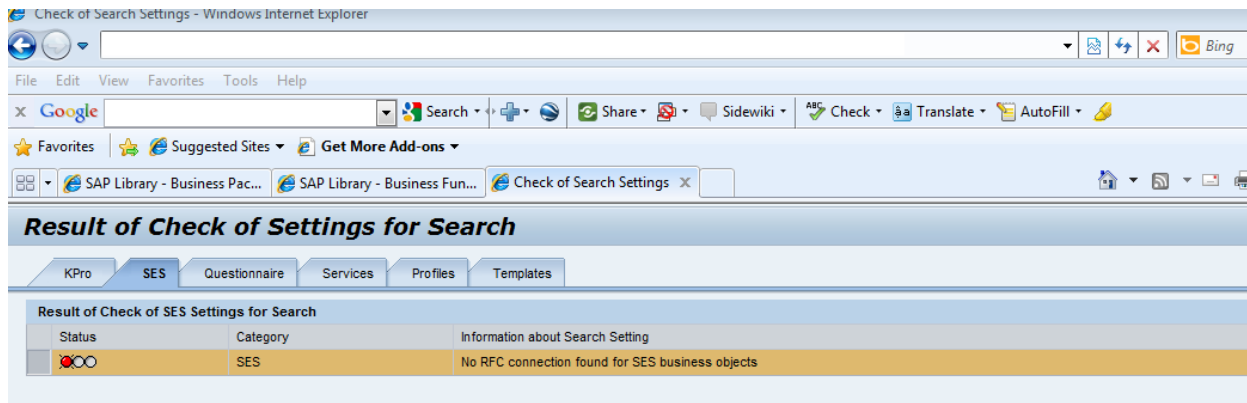 Check of Search Settings - Windows Internet Explorer
Bing
File Edit View Favorites Tools Help
x Google Search Share Sidewiki ABC Check âa Translate AutoFill
Favorites Suggested Sites Get More Add-ons
SAP Library - Business Pac... SAP Library - Business Fun... Check of Search Settings X
Result of Check of Settings for Search
KPro SES Questionnaire Services Profiles Templates
Result of Check of SES Settings for Search
Status Category Information about Search Setting
SES No RFC connection found for SES business objects